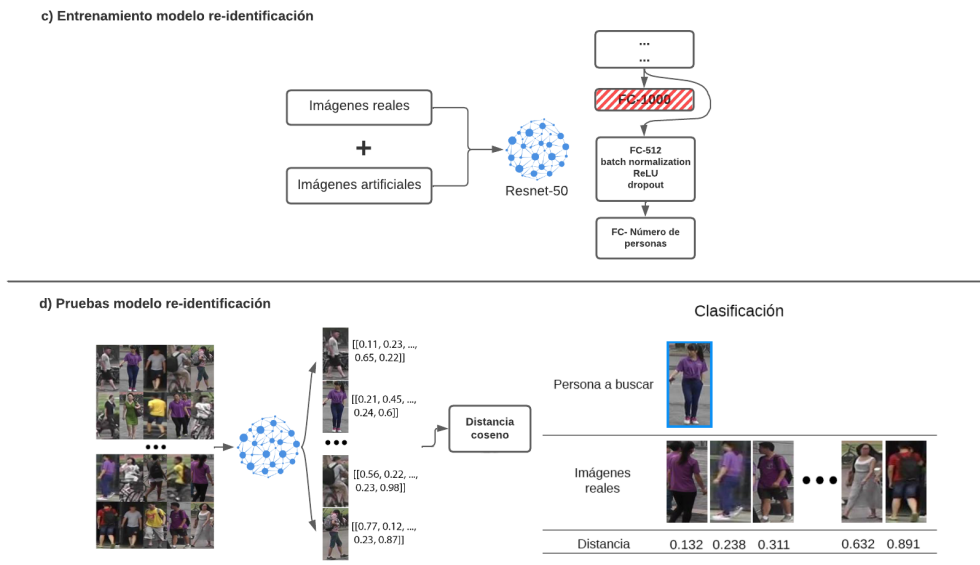 c) Entrenamiento modelo re-identificación
...
...
FC-1000
Imágenes reales
+
Imágenes artificiales
Resnet-50
FC-512
batch normalization
ReLU
dropout
FC- Número de
personas
d) Pruebas modelo re-identificación
Clasificación
[[0.11, 0.23, ...,
0.65, 0.22]]
[[0.21, 0.45, ...,
0.24, 0.6]]
...
...
[[0.56, 0.22, ...,
0.23, 0.98]]
[[0.77, 0.12, ...,
0.23, 0.87]]
Distancia
coseno
Persona a buscar
Imágenes
reales
...
Distancia 0.132 0.238 0.311 0.632 0.891